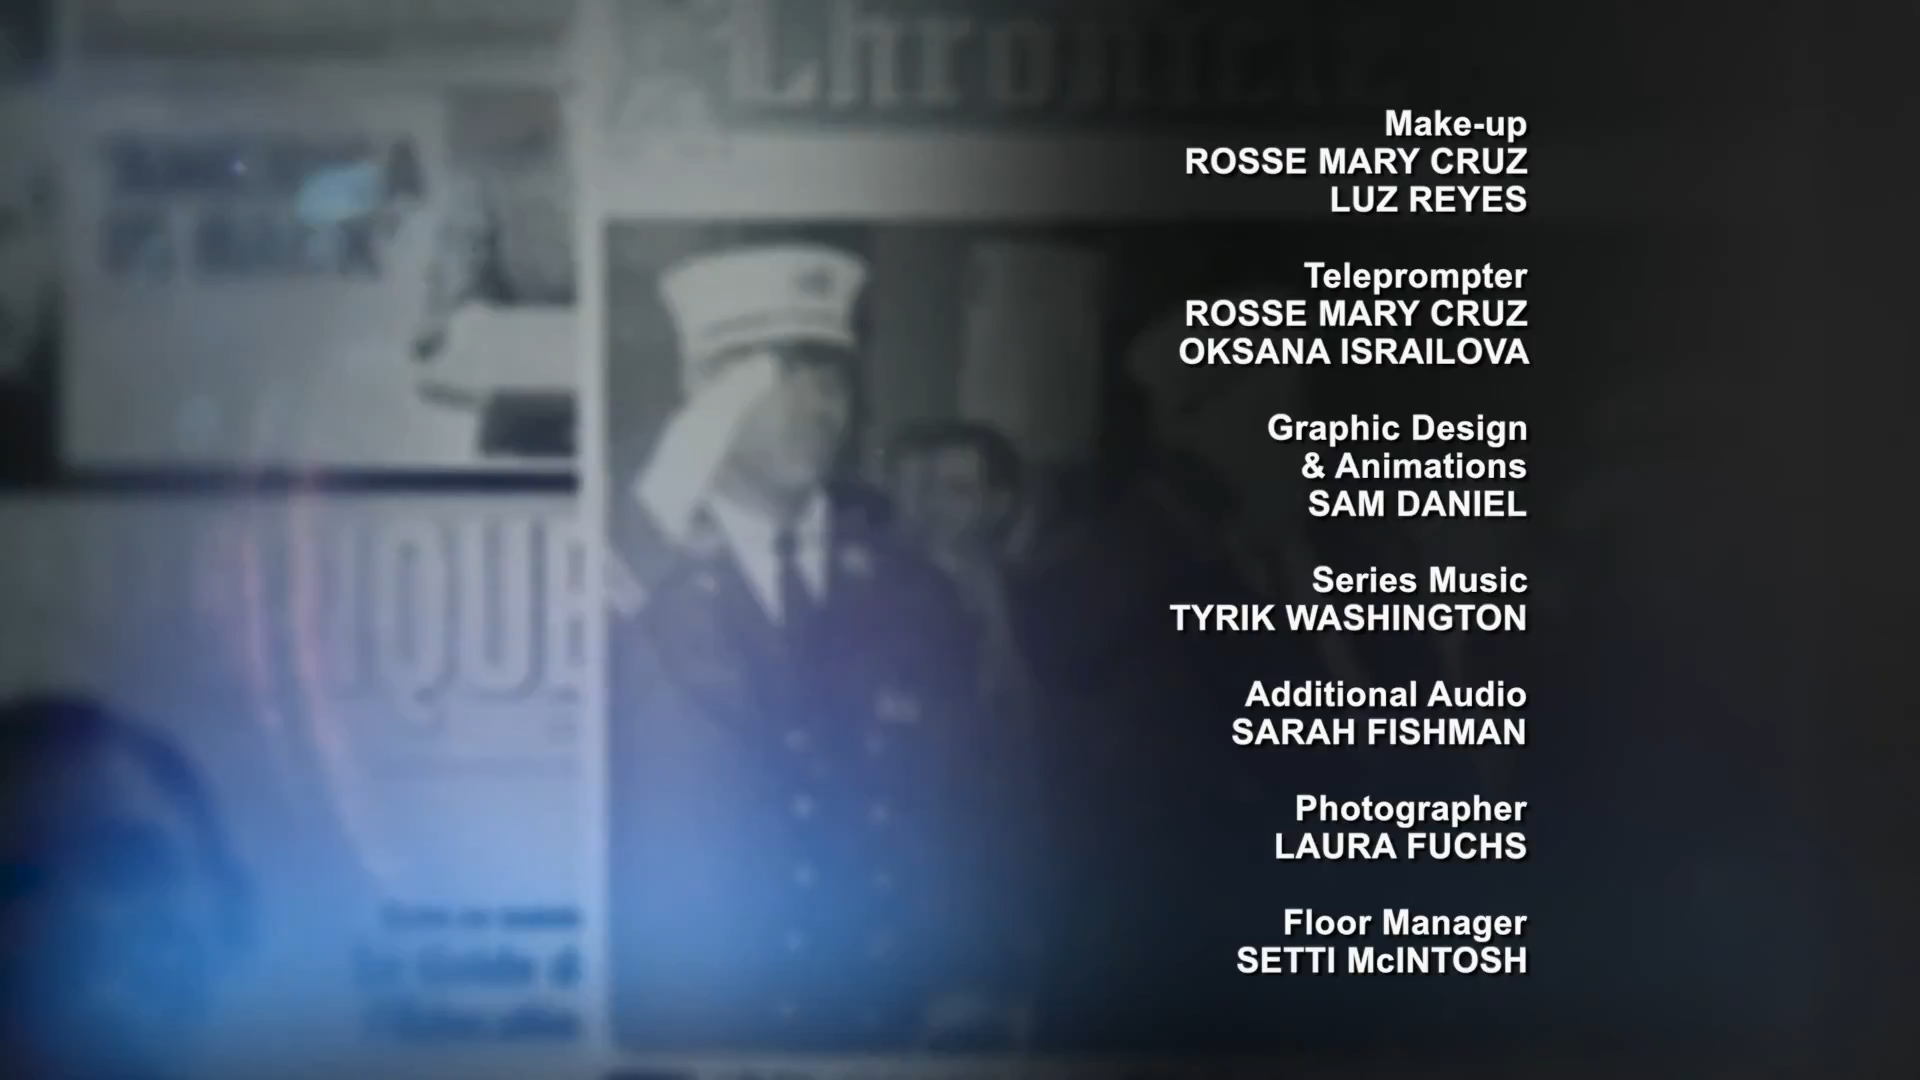 Chronicle
Make-up
ROSSE MARY CRUZ
LUZ REYES
Teleprompter
ROSSE MARY CRUZ
OKSANA ISRAILOVA
Graphic Design
& Animations
SAM DANIEL
Series Music
TYRIK WASHINGTON
Additional Audio
SARAH FISHMAN
Photographer
LAURA FUCHS
Floor Manager
SETTI McINTOSH